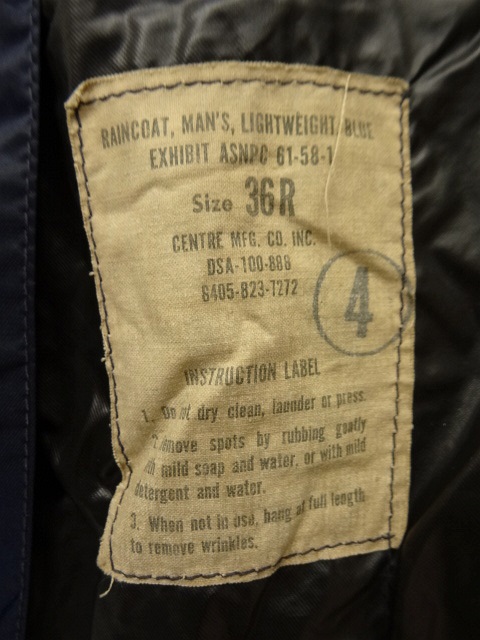 RAINCOAT, MAN'S, LIGHTWEIGHT, BLUE
EXHIBIT ASNPC 61-58-1
Size 36R
CENTRE MFG. CO. INC.
DSA-100-888
8405-823-7272
4
INSTRUCTION LABEL
1. Do not dry clean, launder or press.
2. Remove spots by rubbing gently
with mild soap and water, or with mild
detergent and water.
3. When not in use, hang at full length
to remove wrinkles.